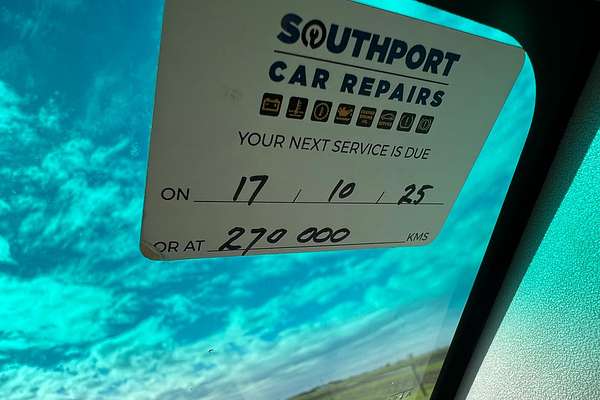 SOUTHPORT
CAR REPAIRS
YOUR NEXT SERVICE IS DUE
ON 17 / 10 / 25
OR AT 270 000 KMS